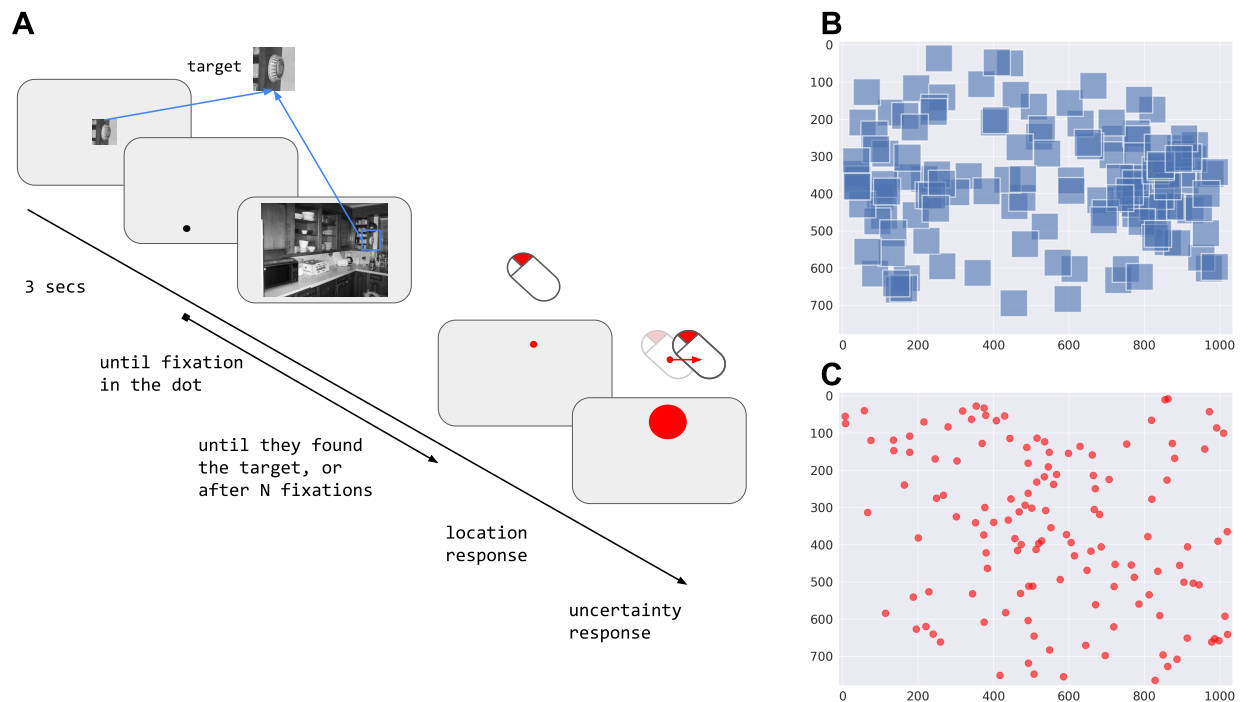 A
target
3 secs
until fixation
in the dot
until they found
the target, or
after N fixations
location
response
uncertainty
response
B
0
100
200
300
400
500
600
700
0 200 400 600 800 1000
C
0
100
200
300
400
500
600
700
0 200 400 600 800 1000